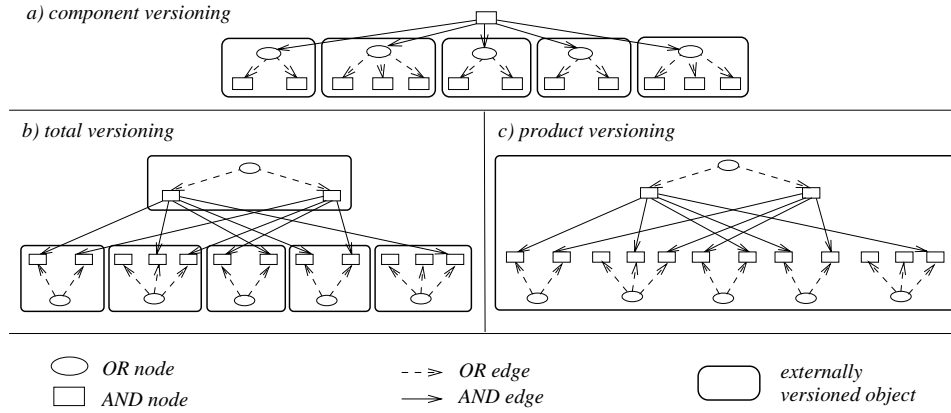 a) component versioning
b) total versioning
c) product versioning
OR node
OR edge
externally
versioned object
AND node
AND edge